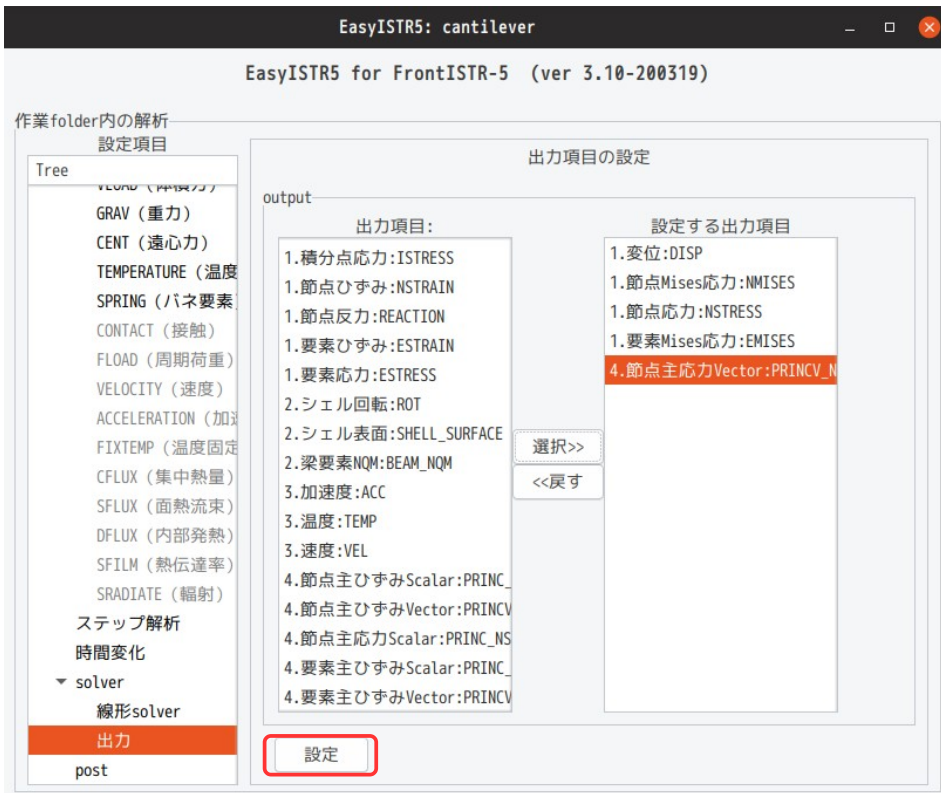 EasyISTR5: cantilever
EasyISTR5 for FrontISTR-5 (ver 3.10-200319)
作業folder内の解析
設定項目
Tree
GRAV (重力)
CENT (遠心力)
TEMPERATURE (温度
SPRING (バネ要素
CONTACT (接触)
FLOAD (周期荷重)
VELOCITY (速度)
ACCELERATION (加速
FIXTEMP (温度固定
CFLUX (集中熱量)
SFLUX (面熱流束)
DFLUX (内部発熱)
SFILM (熱伝達率)
SRADIATE (輻射)
ステップ解析
時間変化
solver
線形solver
出力
post
出力項目の設定
output
出力項目:
1.積分点応力:ISTRESS
1.節点ひずみ:NSTRAIN
1.節点反力:REACTION
1.要素ひずみ:ESTRAIN
1.要素応力:ESTRESS
2.シェル回転:ROT
2.シェル表面:SHELL_SURFACE
2.梁要素NQM:BEAM_NQM
3.加速度:ACC
3.温度:TEMP
3.速度:VEL
4.節点主ひずみScalar:PRINC_
4.節点主ひずみVector:PRINCV
4.節点主応力Scalar:PRINC_NS
4.要素主ひずみScalar:PRINC_
4.要素主ひずみVector:PRINCV
選択>>
<<戻す
設定する出力項目
1.変位:DISP
1.節点Mises応力:NMISES
1.節点応力:NSTRESS
1.要素Mises応力:EMISES
4.節点主応力Vector:PRINCV_N
設定